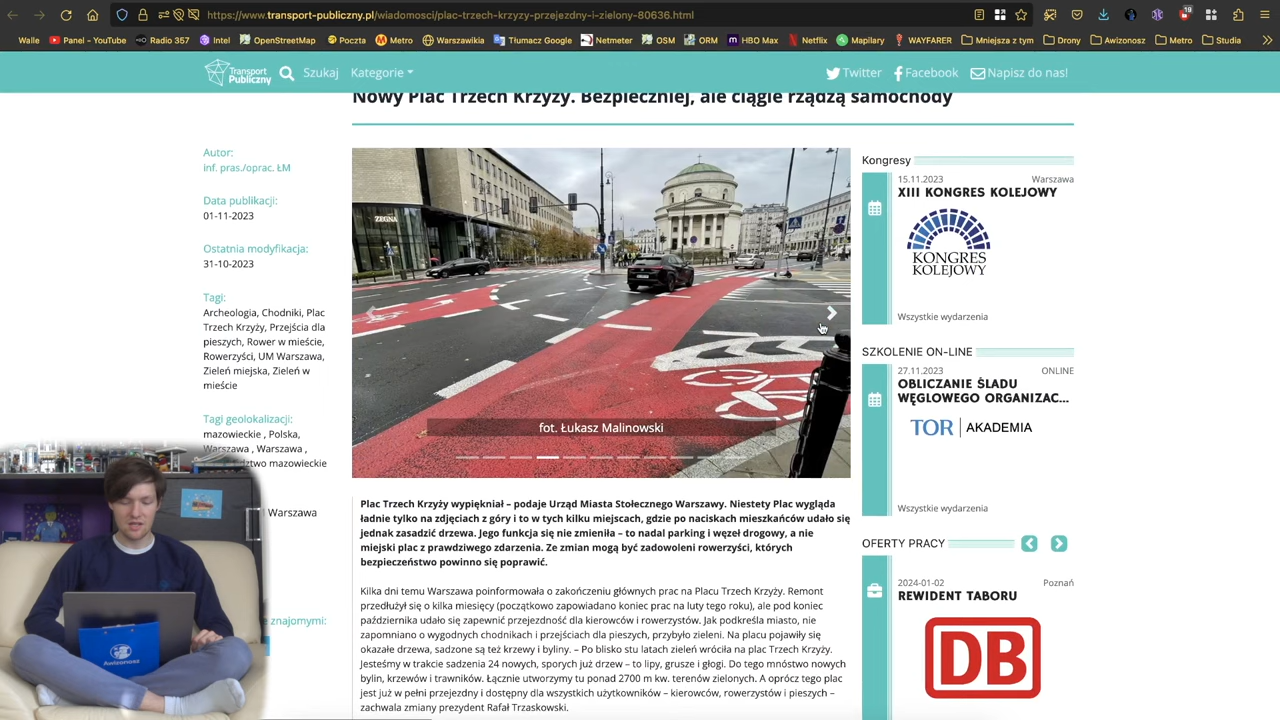 https://www.transport-publiczny.pl/wiadomosci/plac-trzech-krzyzy-przejezdny-i-zielony-80636.html
19
Walle Panel – YouTube Radio 357 Intel OpenStreetMap Poczta Metro Warszawikia Tłumacz Google Netmeter OSM ORM HBO Max Netflix Mapilary WAYFARER Mniejsza z tym Drony Awizonosz Metro Studia
Transport
Publiczny
Szukaj Kategorie Twitter Facebook Napisz do nas!
Nowy Plac Trzech Krzyży. Bezpieczniej, ale ciągle rządzą samochody
Autor:
inf. pras./oprac. ŁM
Data publikacji:
01-11-2023
Ostatnia modyfikacja:
31-10-2023
Tagi:
Archeologia, Chodniki, Plac
Trzech Krzyży, Przejścia dla
pieszych, Rower w mieście,
Rowerzyści, UM Warszawa,
Zieleń miejska, Zieleń w
mieście
Tagi geolokalizacji:
mazowieckie , Polska,
Warszawa , Warszawa ,
dztwo mazowieckie
Warszawa
e znajomymi:
Awizonosz
ZEGNA
fot. Łukasz Malinowski
Plac Trzech Krzyży wypiękniał – podaje Urząd Miasta Stołecznego Warszawy. Niestety Plac wygląda
ładnie tylko na zdjęciach z góry i to w tych kilku miejscach, gdzie po naciskach mieszkańców udało się
jednak zasadzić drzewa. Jego funkcja się nie zmieniła – to nadal parking i węzeł drogowy, a nie
miejski plac z prawdziwego zdarzenia. Ze zmian mogą być zadowoleni rowerzyści, których
bezpieczeństwo powinno się poprawić.
Kilka dni temu Warszawa poinformowała o zakończeniu głównych prac na Placu Trzech Krzyży. Remont
przedłużył się o kilka miesięcy (początkowo zapowiadano koniec prac na luty tego roku), ale pod koniec
października udało się zapewnić przejezdność dla kierowców i rowerzystów. Jak podkreśla miasto, nie
zapomniano o wygodnych chodnikach i przejściach dla pieszych, przybyło zieleni. Na placu pojawiły się
okazałe drzewa, sadzone są też krzewy i byliny. – Po blisko stu latach zieleń wróciła na plac Trzech Krzyży.
Jesteśmy w trakcie sadzenia 24 nowych, sporych już drzew – to lipy, grusze i głogi. Do tego mnóstwo nowych
bylin, krzewów i trawników. Łącznie utworzymy tu ponad 2700 m kw. terenów zielonych. A oprócz tego plac
jest już w pełni przejezdny i dostępny dla wszystkich użytkowników – kierowców, rowerzystów i pieszych –
zachwala zmiany prezydent Rafał Trzaskowski.
Kongresy
15.11.2023 Warszawa
XIII KONGRES KOLEJOWY
KONGRES
KOLEJOWY
Wszystkie wydarzenia
SZKOLENIE ON-LINE
27.11.2023 ONLINE
OBLICZANIE ŚLADU
WĘGLOWEGO ORGANIZAC...
TOR AKADEMIA
Wszystkie wydarzenia
OFERTY PRACY
2024-01-02 Poznań
REWIDENT TABORU
DB